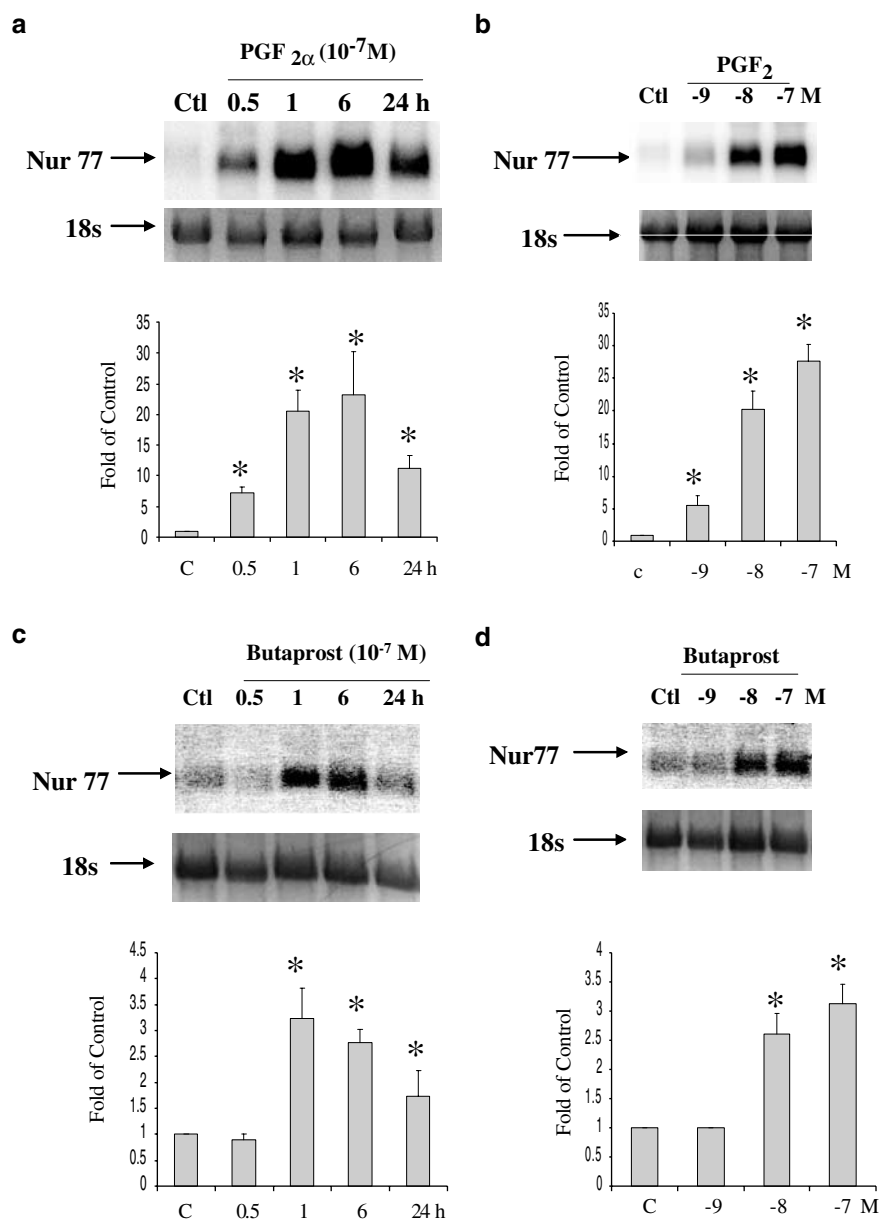 a
PGF 2α (10-7M)
Ctl 0.5 1 6 24 h
Nur 77
18s
35
30
25
20
15
10
5
0
Fold of Control
* * * *
C 0.5 1 6 24 h
b
PGF2
Ctl -9 -8 -7 M
Nur 77
18s
35
30
25
20
15
10
5
0
Fold of Control
* * *
c -9 -8 -7 M
c
Butaprost (10-7 M)
Ctl 0.5 1 6 24 h
Nur 77
18s
4.5
4
3.5
3
2.5
2
1.5
1
0.5
0
Fold of Control
* * *
C 0.5 1 6 24 h
d
Butaprost
Ctl -9 -8 -7 M
Nur77
18s
4
3.5
3
2.5
2
1.5
1
0.5
0
Fold of Control
* *
C -9 -8 -7 M